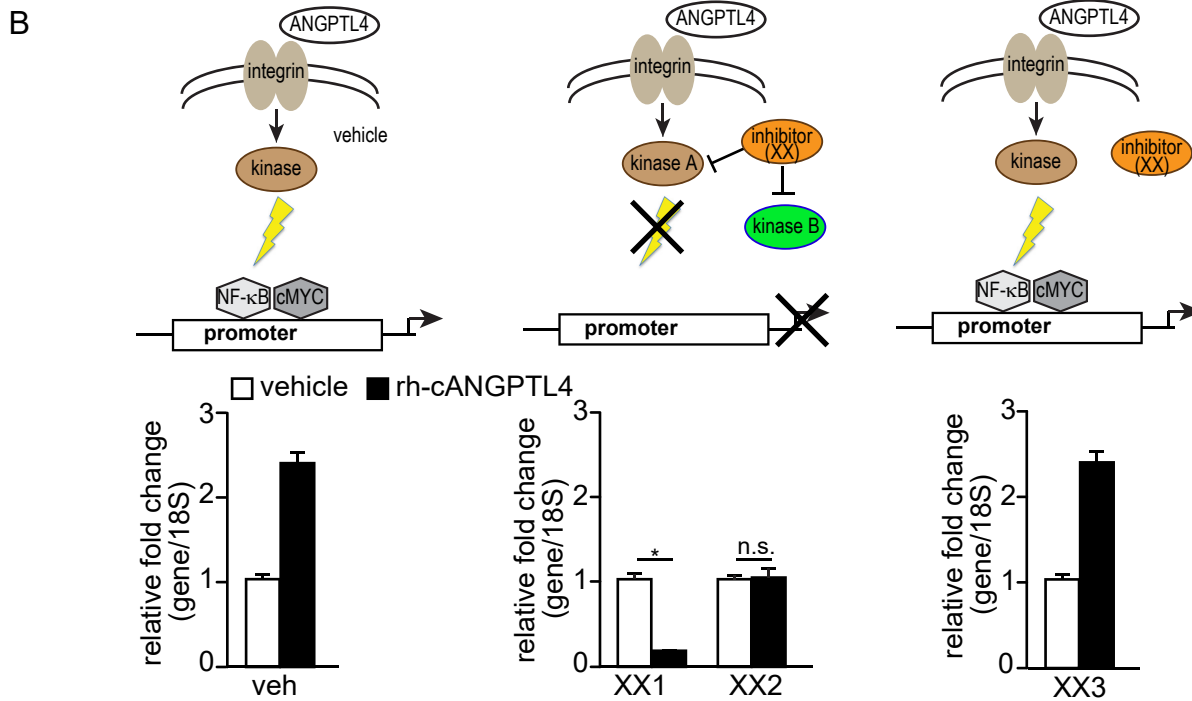 B
ANGPTL4
integrin
vehicle
kinase
NF-κB
cMYC
promoter
ANGPTL4
integrin
inhibitor
(XX)
kinase A
kinase B
promoter
ANGPTL4
integrin
kinase
inhibitor
(XX)
NF-κB
cMYC
promoter
vehicle
rh-cANGPTL4
relative fold change
(gene/18S)
3
2
1
0
veh
relative fold change
(gene/18S)
3
2
1
0
*
n.s.
XX1
XX2
relative fold change
(gene/18S)
3
2
1
0
XX3